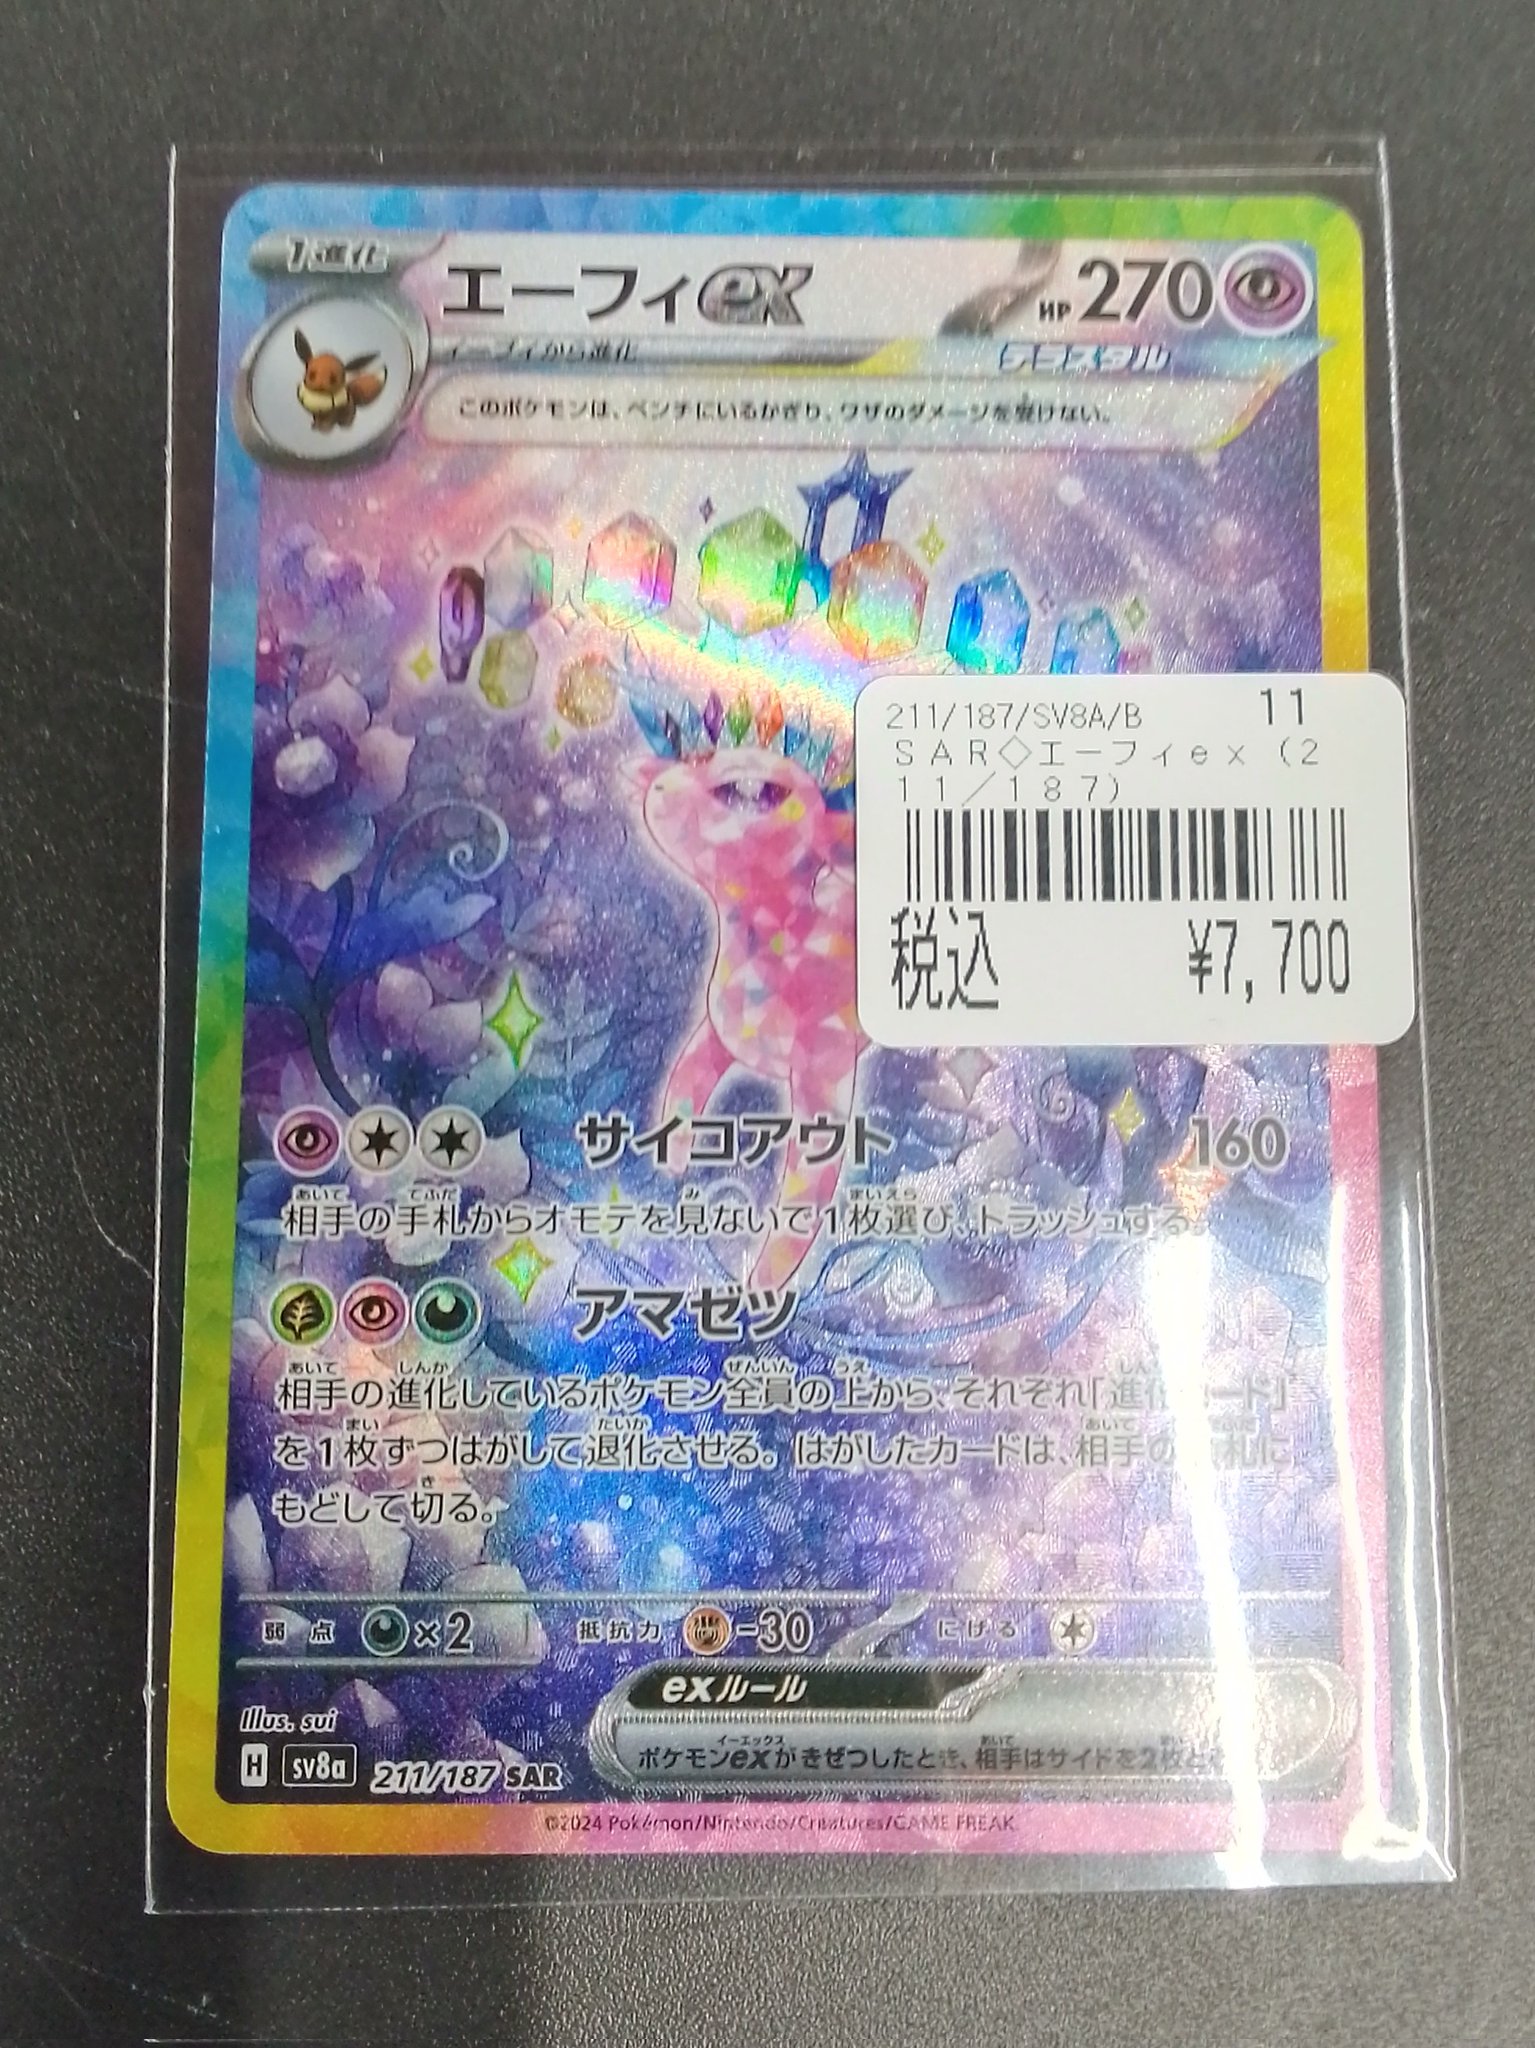 1進化
エーフィex
HP270
イーブイから進化
テラスタル
このポケモンは、ベンチにいるかぎり、ワザのダメージを受けない。
211/187/SV8A/B 11
SAR◇エーフィex(2
11/187)
税込 ¥7,700
サイコアウト 160
相手の手札からオモテを見ないで1枚選び、トラッシュする。
アマゼツ
相手の進化しているポケモン全員の上から、それぞれ「進化カード」
を1枚ずつはがして退化させる。はがしたカードは、相手の手札に
もどして切る。
弱点 ×2 抵抗力 -30 にげる
exルール
ポケモンexがきぜつしたとき、相手はサイドを2枚と
Illus. sui
H sv8a 211/187 SAR
©2024 Pokémon/Nintendo/Creatures/GAME FREAK